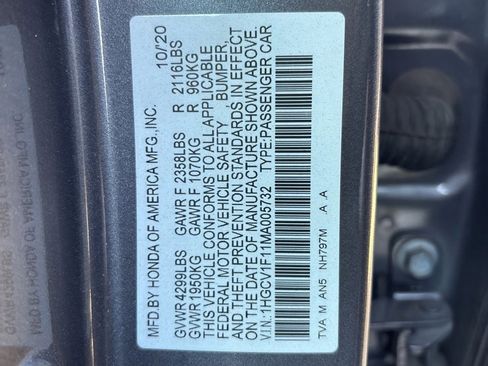 MFD.BY HONDA OF AMERICA MFG.,INC. 10/20
GVWR 4299LBS GAWR F 2358LBS R 2116LBS
GVWR 1950KG GAWR F 1070KG R 960KG
THIS VEHICLE CONFORMS TO ALL APPLICABLE
FEDERAL MOTOR VEHICLE SAFETY , BUMPER,
AND THEFT PREVENTION STANDARDS IN EFFECT
ON THE DATE OF MANUFACTURE SHOWN ABOVE.
V.I.N.:1HGCV1F11MA005732 TYPE:PASSENGER CAR
TVA M AN5 NH797M A A